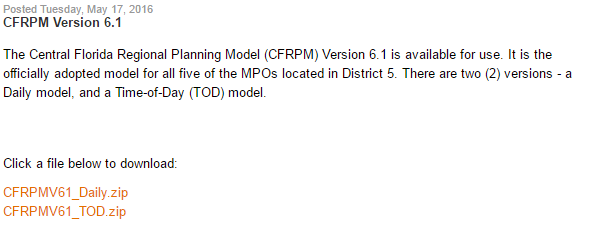 Posted Tuesday, May 17, 2016
CFRPM Version 6.1
The Central Florida Regional Planning Model (CFRPM) Version 6.1 is available for use. It is the
officially adopted model for all five of the MPOs located in District 5. There are two (2) versions - a
Daily model, and a Time-of-Day (TOD) model.
Click a file below to download:
CFRPMV61_Daily.zip
CFRPMV61_TOD.zip